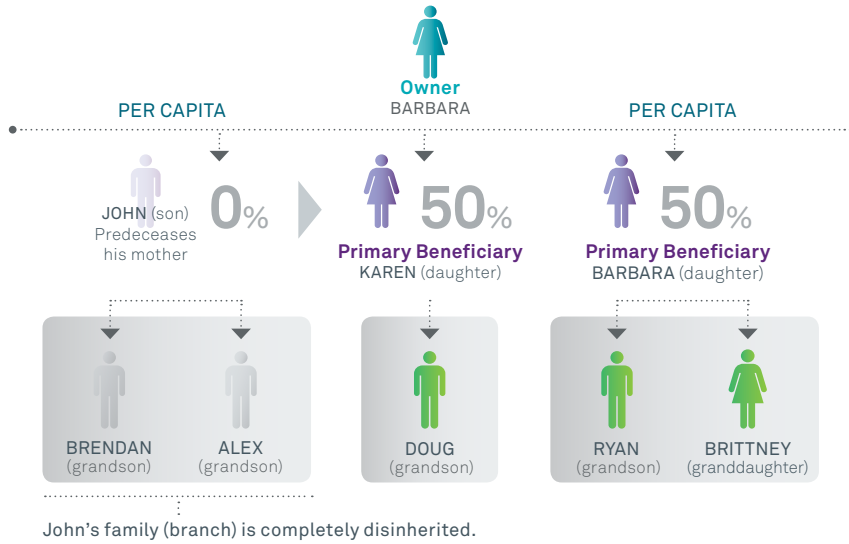 Owner
BARBARA
PER CAPITA
PER CAPITA
JOHN (son)
Predeceases
his mother
0%
50%
Primary Beneficiary
KAREN (daughter)
50%
Primary Beneficiary
BARBARA (daughter)
BRENDAN
(grandson)
ALEX
(grandson)
DOUG
(grandson)
RYAN
(grandson)
BRITTNEY
(granddaughter)
John's family (branch) is completely disinherited.